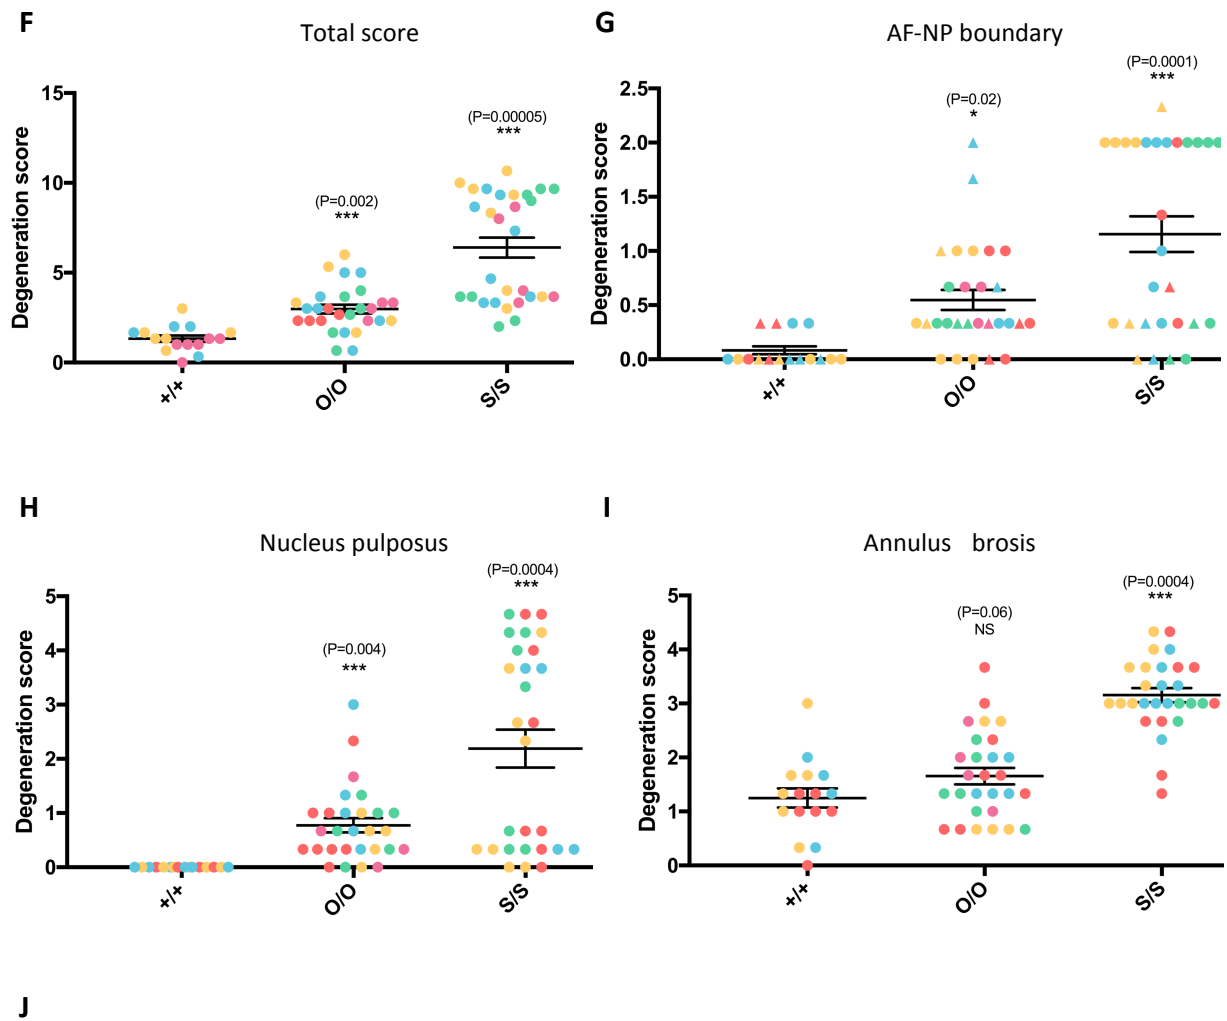 F
Total score
Degeneration score
15
10
5
0
(P=0.002)
***
(P=0.00005)
***
+/+
O/O
S/S
G
AF-NP boundary
Degeneration score
2.5
2.0
1.5
1.0
0.5
0.0
(P=0.02)
*
(P=0.0001)
***
+/+
O/O
S/S
H
Nucleus pulposus
Degeneration score
5
4
3
2
1
0
(P=0.004)
***
(P=0.0004)
***
+/+
O/O
S/S
I
Annulus brosis
Degeneration score
5
4
3
2
1
0
(P=0.06)
NS
(P=0.0004)
***
+/+
O/O
S/S
J